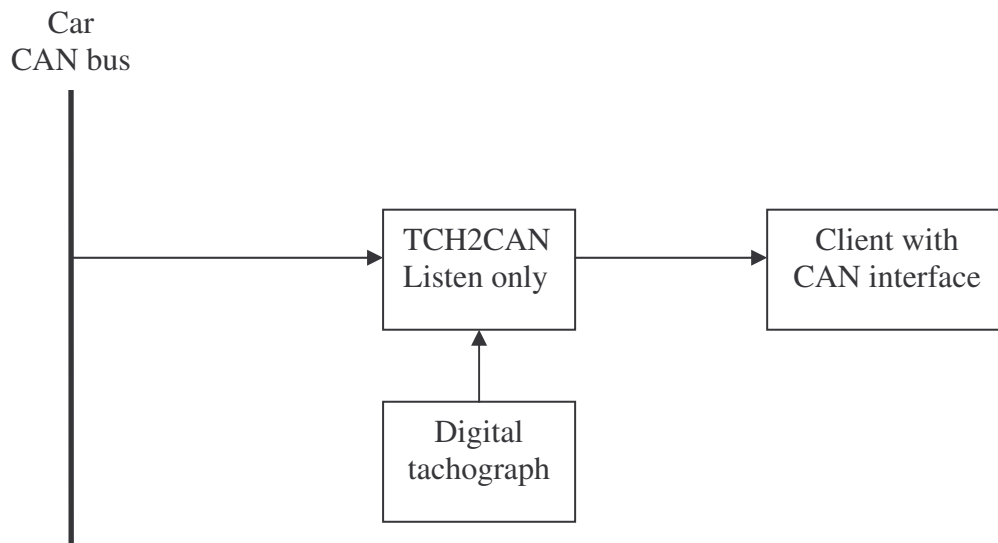 Car
CAN bus
TCH2CAN
Listen only
Client with
CAN interface
Digital
tachograph